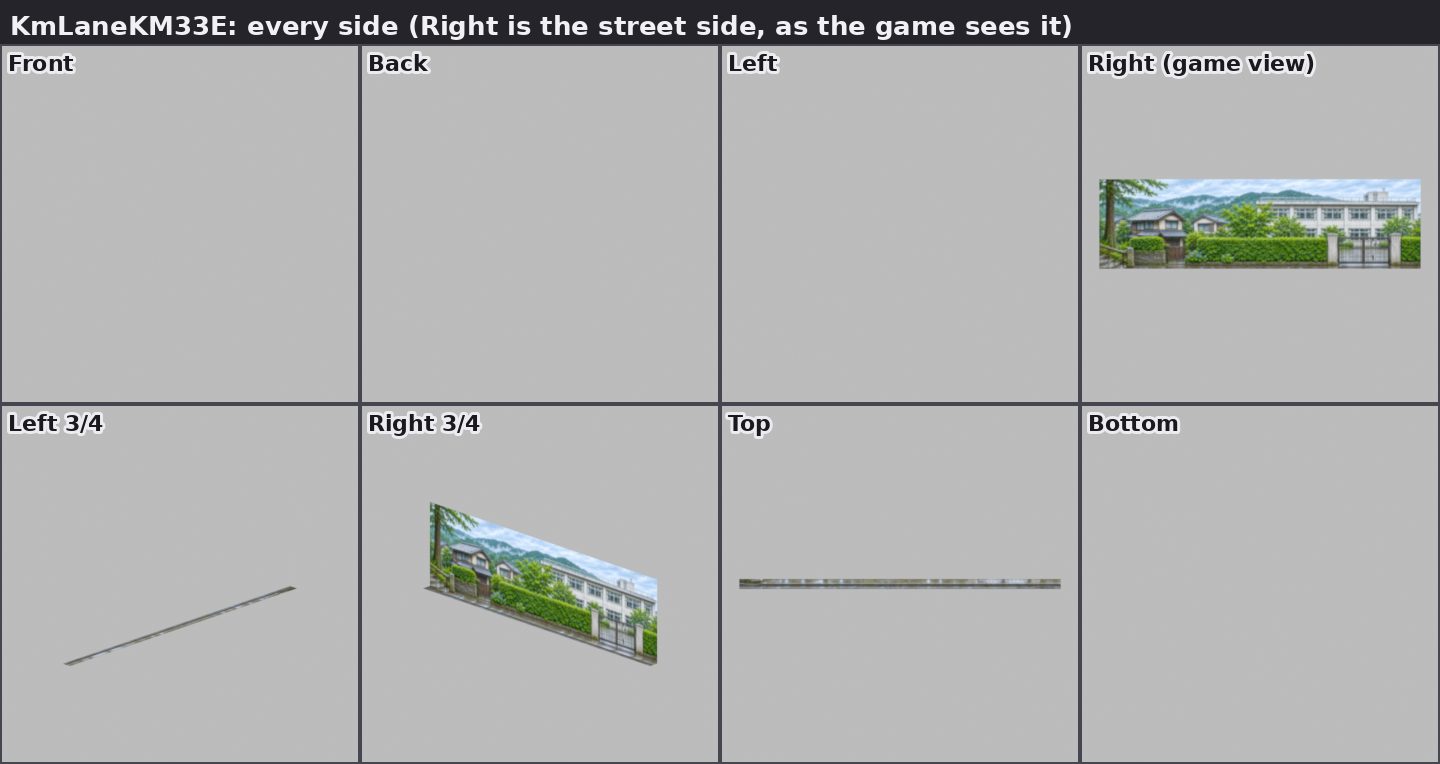 KmLaneKM33E: every side (Right is the street side, as the game sees it)
Front
Back
Left
Right (game view)
Left 3/4
Right 3/4
Top
Bottom